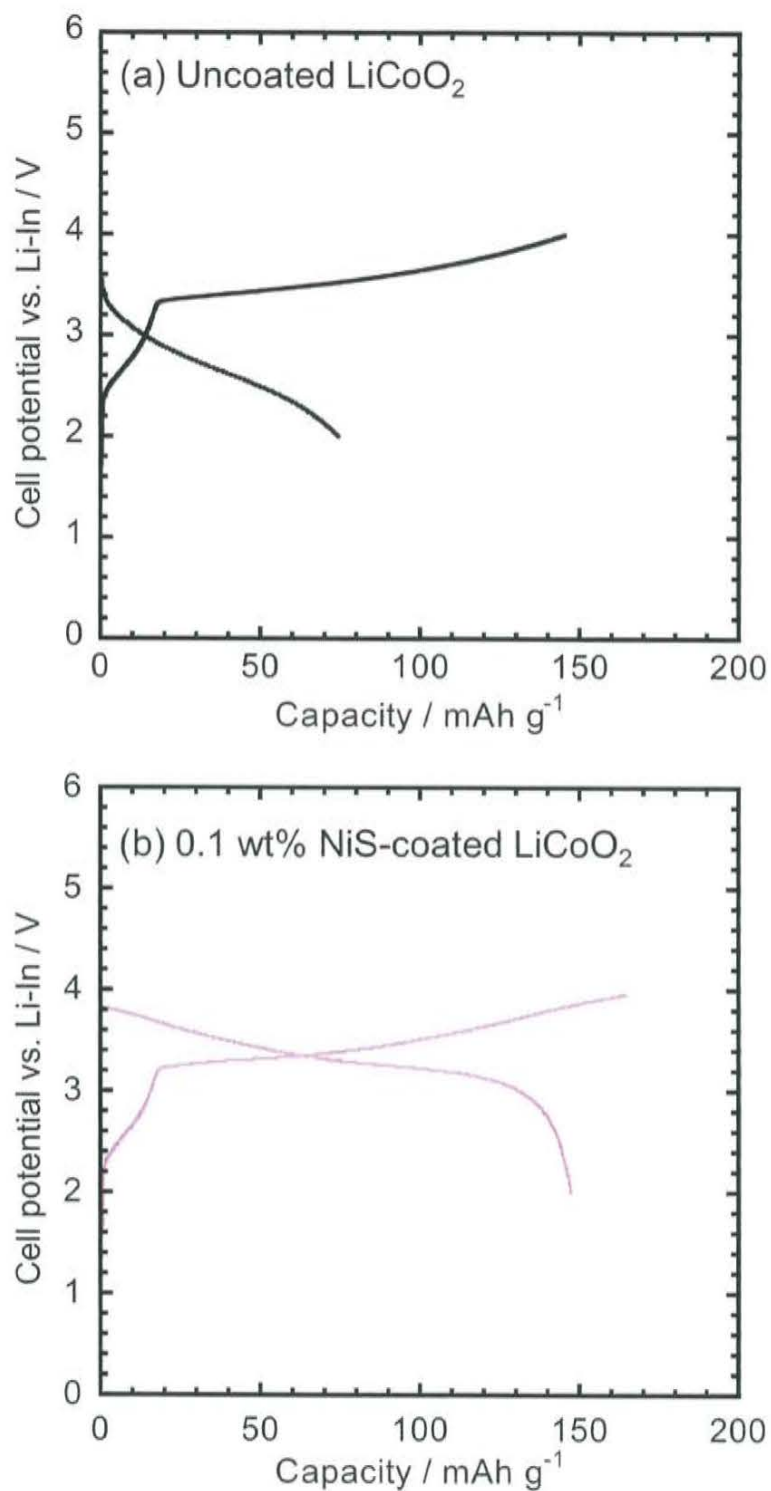 6
(a) Uncoated LiCoO₂
5
4
3
2
1
0
Cell potential vs. Li-In / V
0 50 100 150 200
Capacity / mAh g⁻¹
6
(b) 0.1 wt% NiS-coated LiCoO₂
5
4
3
2
1
0
Cell potential vs. Li-In / V
0 50 100 150 200
Capacity / mAh g⁻¹